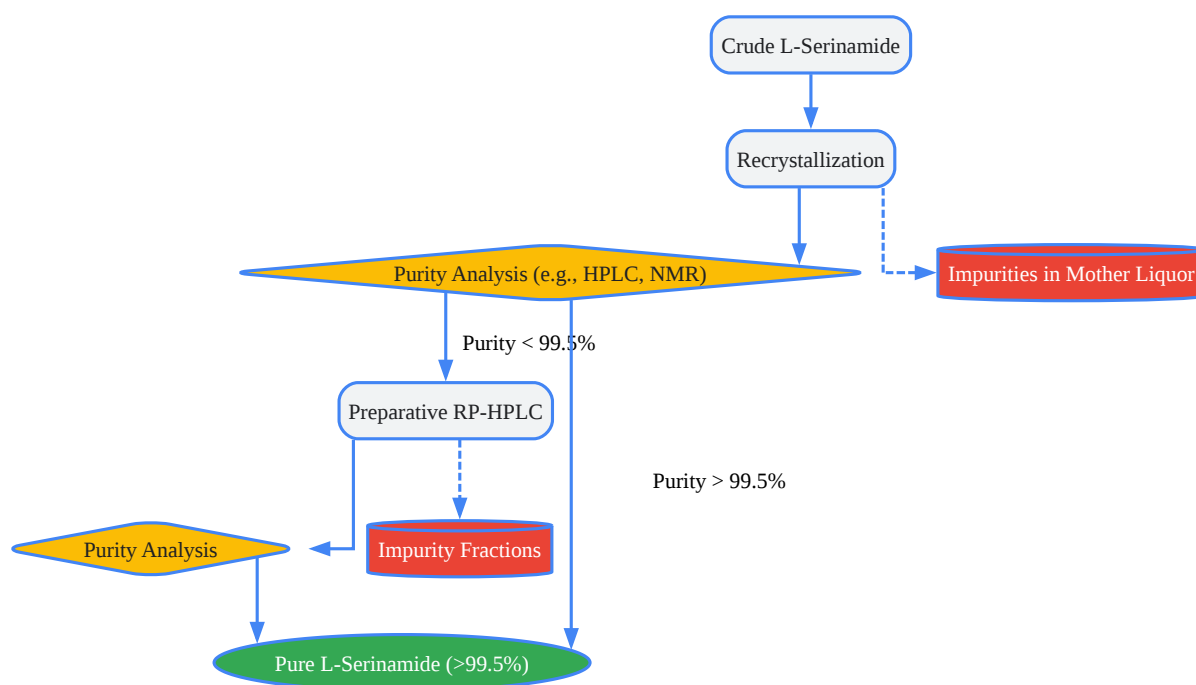 Crude L-Serinamide
Recrystallization
Purity Analysis (e.g., HPLC, NMR)
Impurities in Mother Liquor
Purity < 99.5%
Preparative RP-HPLC
Purity > 99.5%
Purity Analysis
Impurity Fractions
Pure L-Serinamide (>99.5%)